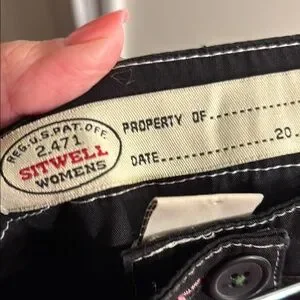 REG. U.S. PAT. OFF.
2,471
SITWELL
WOMENS
PROPERTY OF
DATE 20